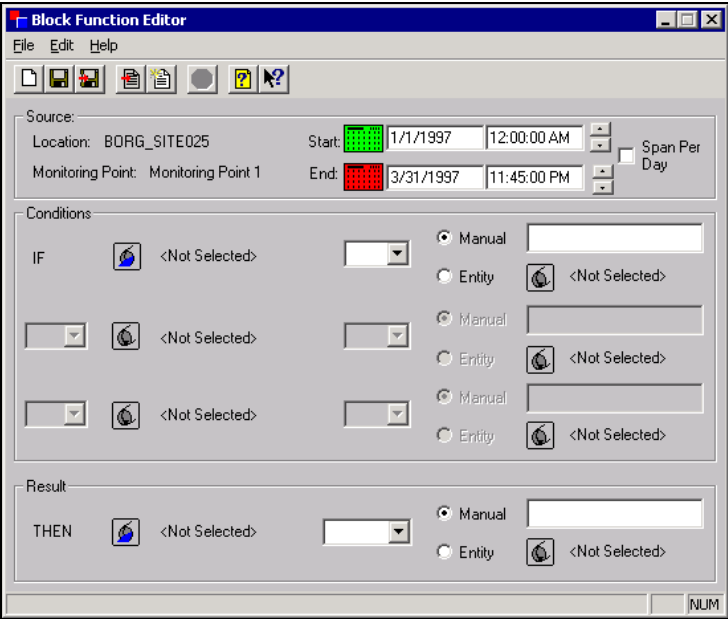 Block Function Editor
File Edit Help
Source:
Location: BORG_SITE025 Start: 1/1/1997 12:00:00 AM Span Per Day
Monitoring Point: Monitoring Point 1 End: 3/31/1997 11:45:00 PM
Conditions
IF <Not Selected> Manual
Entity <Not Selected>
<Not Selected> Manual
Entity <Not Selected>
<Not Selected> Manual
Entity <Not Selected>
Result
THEN <Not Selected> Manual
Entity <Not Selected>
NUM